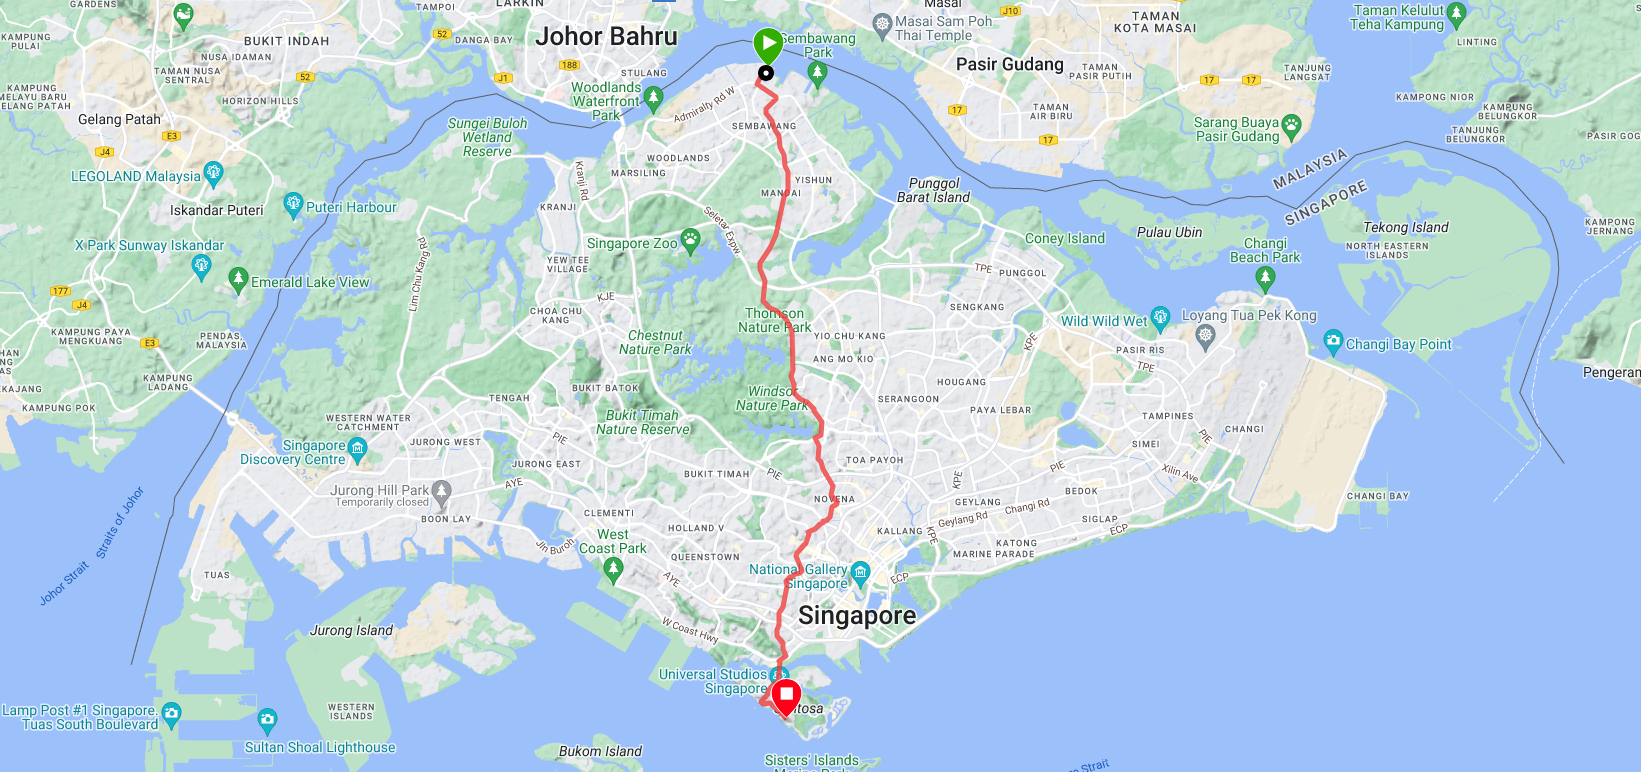 GARDENS
TAMPOI
LARKIN
Masai
J10
TAMAN
KOTA MASAI
Taman Kelulut
Teha Kampung
KAMPUNG
PULAI
BUKIT INDAH
52
DANGA BAY
Johor Bahru
Sembawang
Park
Masai Sam Poh
Thai Temple
LINTING
NUSA IDAMAN
TAMAN NUSA
SENTRAL
52
J1
188
STULANG
Pasir Gudang
TAMAN
PASIR PUTIH
17
17
TANJUNG
LANGSAT
KAMPUNG
MELAYU BARU
GELANG PATAH
HORIZON HILLS
Woodlands
Waterfront
Park
Admiralty Rd W
17
TAMAN
AIR BIRU
KAMPONG NIOR
KAMPUNG
BELUNGKOR
Gelang Patah
E3
Sungei Buloh
Wetland
Reserve
SEMBAWANG
17
Sarang Buaya
Pasir Gudang
TANJUNG
BELUNGKOR
PASIR GOG
J4
WOODLANDS
MARSILING
MALAYSIA
SINGAPORE
LEGOLAND Malaysia
Kranji Rd
YISHUN
MANDAI
Punggol
Barat Island
Iskandar Puteri
Puteri Harbour
KRANJI
Seletar Expw.
Pulau Ubin
Tekong Island
KAMPONG
JERNANG
X Park Sunway Iskandar
Singapore Zoo
Coney Island
Changi
Beach Park
NORTH EASTERN
ISLANDS
Emerald Lake View
Lim Chu Kang Rd
YEW TEE
VILLAGE
TPE
PUNGGOL
177
J4
KJE
CHOA CHU
KANG
Thomson
Nature Park
SENGKANG
Wild Wild Wet
Loyang Tua Pek Kong
KAMPUNG PAYA
MENGKUANG
E3
PENDAS,
MALAYSIA
Chestnut
Nature Park
YIO CHU KANG
ANG MO KIO
KPE
PASIR RIS
TPE
Changi Bay Point
KAMPUNG
LADANG
BUKIT BATOK
Windsor
Nature Park
HOUGANG
Pengeran
KAJANG
KAMPUNG POK
TENGAH
SERANGOON
PAYA LEBAR
WESTERN WATER
CATCHMENT
Bukit Timah
Nature Reserve
TAMPINES
CHANGI
Singapore
Discovery Centre
JURONG WEST
PIE
SIMEI
PIE
JURONG EAST
TOA PAYOH
PIE
Jurong Hill Park
Temporarily closed
AYE
BUKIT TIMAH
PIE
KPE
Xilin Ave
BEDOK
NOVENA
GEYLANG
Changi Rd
CHANGI BAY
Straits of Johor
BOON LAY
CLEMENTI
HOLLAND V
KALLANG
Geylang Rd
SIGLAP
ECP
West
Coast Park
Jln Buroh
QUEENSTOWN
KPE
KATONG
MARINE PARADE
Johor Strait
TUAS
AYE
National Gallery
Singapore
ECP
Jurong Island
W Coast Hwy
Singapore
Universal Studios
Singapore
Lamp Post #1 Singapore,
Tuas South Boulevard
WESTERN
ISLANDS
Sultan Shoal Lighthouse
Bukom Island
Sisters' Islands